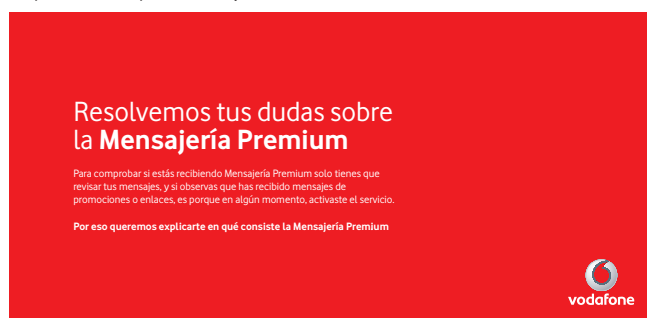 Resolvemos tus dudas sobre
la Mensajería Premium
Para comprobar si estás recibiendo Mensajería Premium solo tienes que
revisar tus mensajes, y si observas que has recibido mensajes de
promociones o enlaces, es porque en algún momento, activaste el servicio.
Por eso queremos explicarte en qué consiste la Mensajería Premium
vodafone